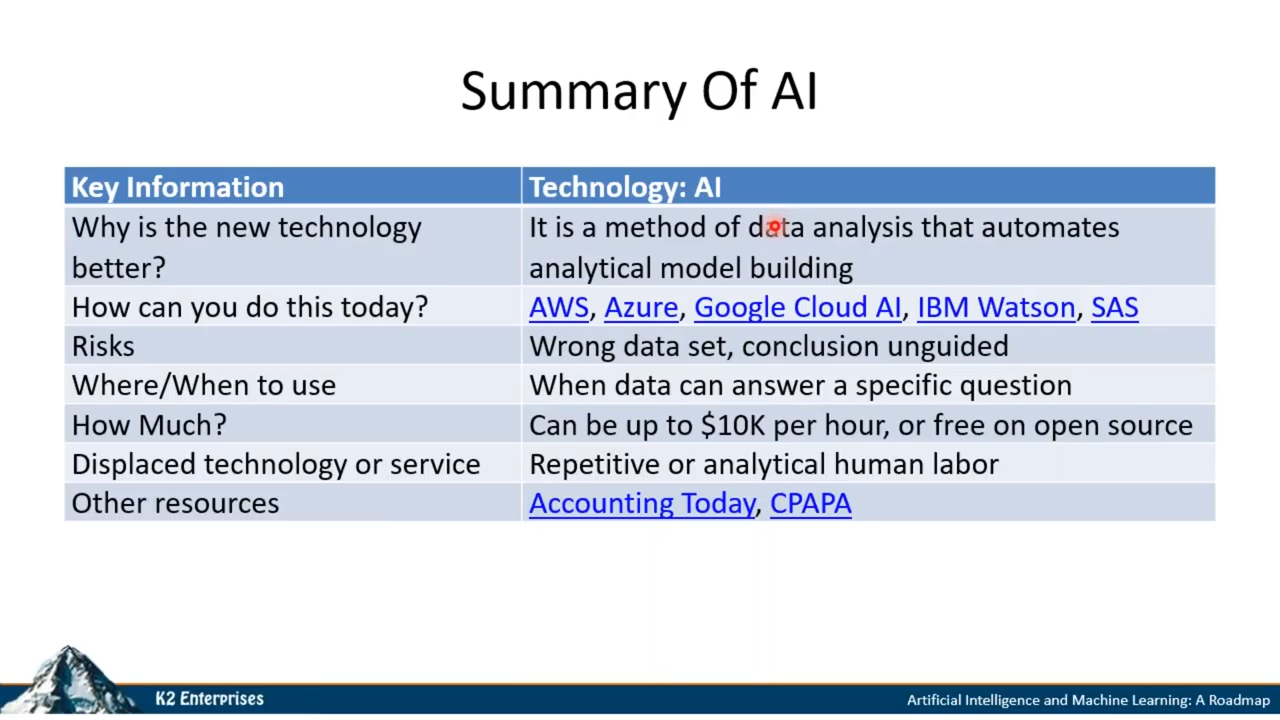 Summary Of AI
Key Information
Technology: AI
Why is the new technology
better?
It is a method of data analysis that automates
analytical model building
How can you do this today?
AWS, Azure, Google Cloud AI, IBM Watson, SAS
Risks
Wrong data set, conclusion unguided
Where/When to use
When data can answer a specific question
How Much?
Can be up to $10K per hour, or free on open source
Displaced technology or service
Repetitive or analytical human labor
Other resources
Accounting Today, CPAPA
K2 Enterprises
Artificial Intelligence and Machine Learning: A Roadmap